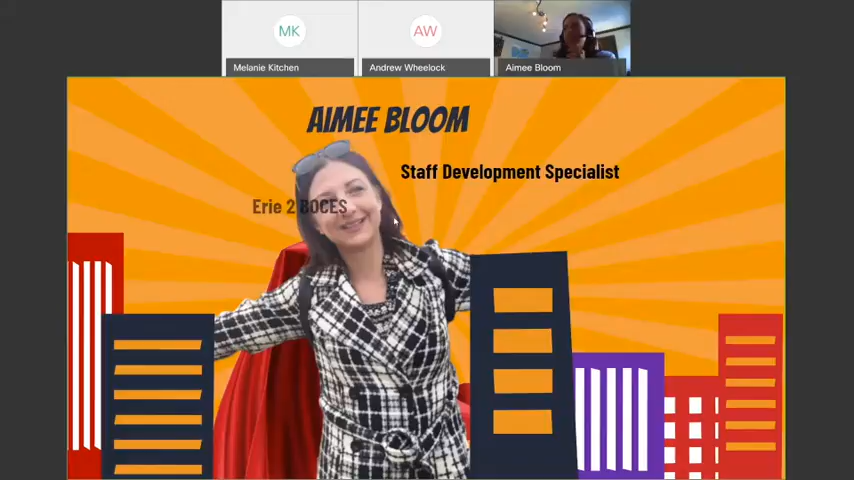 MK
AW
Melanie Kitchen
Andrew Wheelock
Aimee Bloom
AIMEE BLOOM
Staff Development Specialist
Erie 2 BOCES